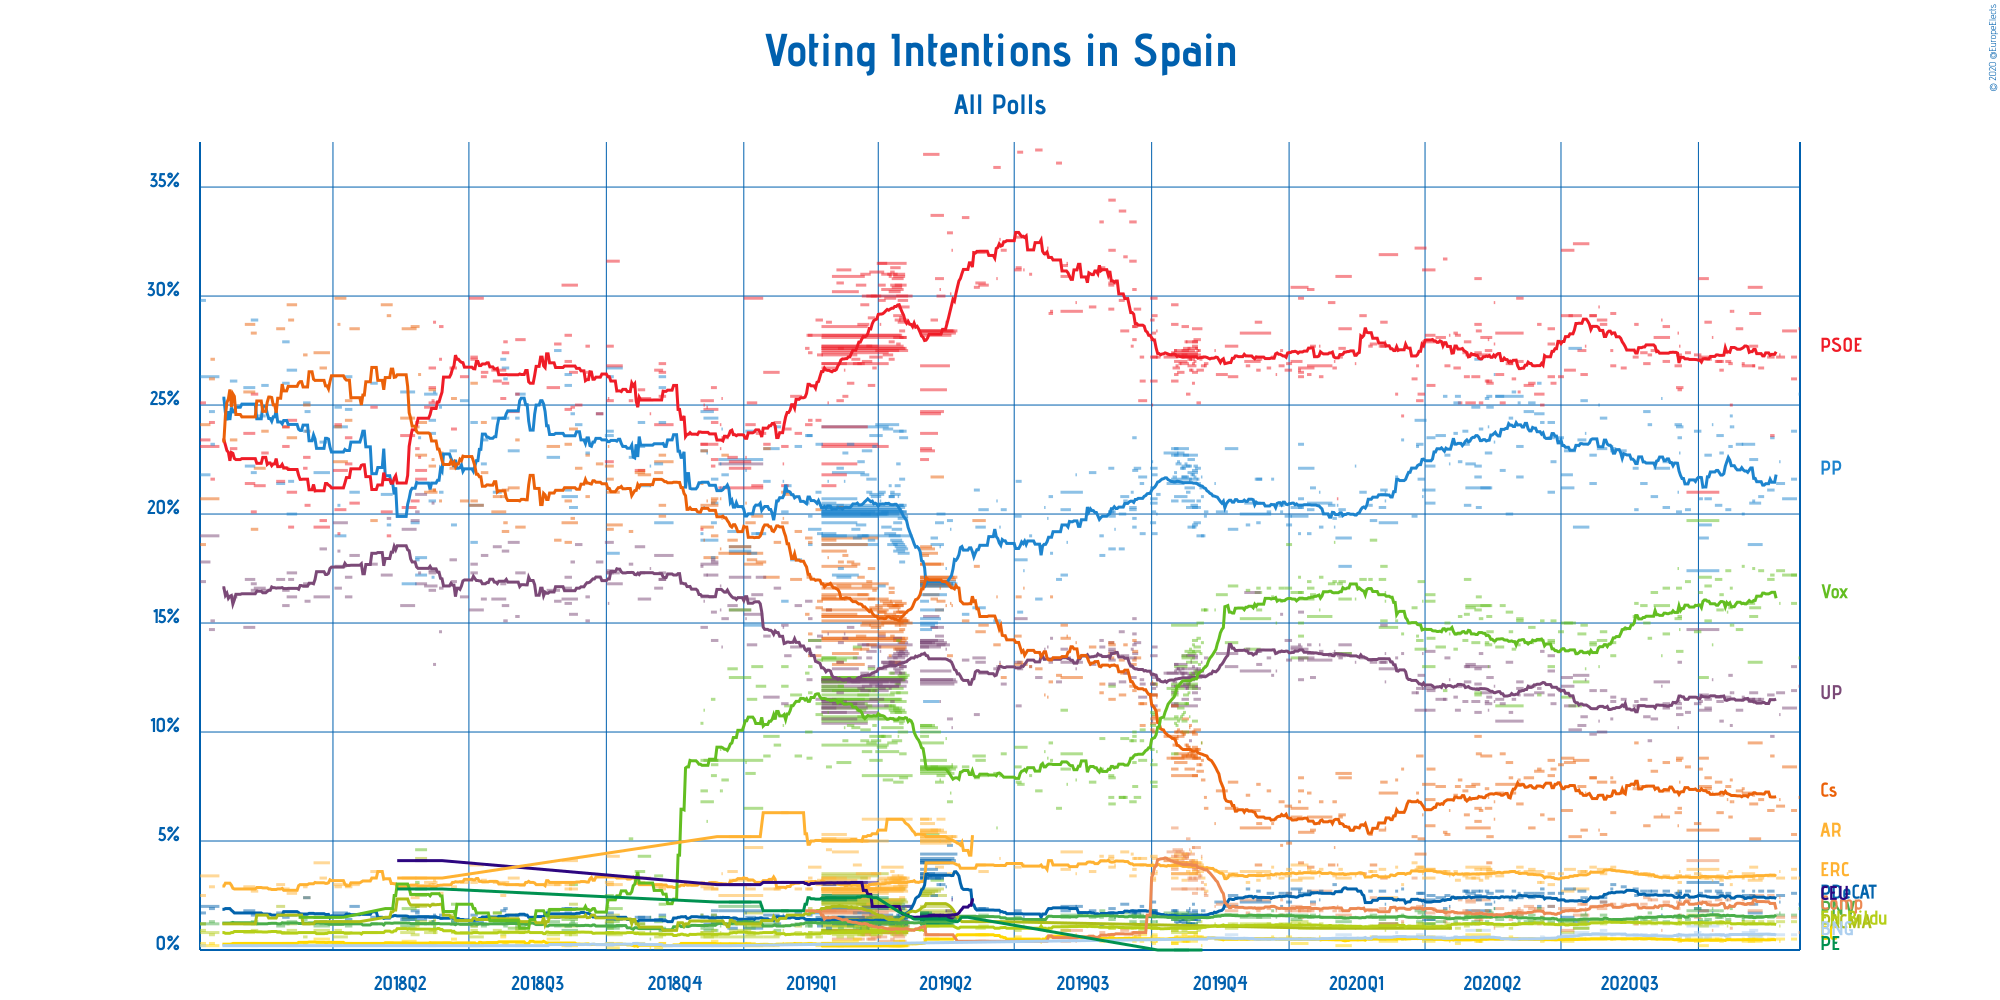 Voting Intentions in Spain
All Polls
© 2020 @EuropeElects
35%
30%
25%
20%
15%
10%
5%
0%
PSOE
PP
Vox
UP
Cs
AR
ERC
PE
2018Q2 2018Q3 2018Q4 2019Q1 2019Q2 2019Q3 2019Q4 2020Q1 2020Q2 2020Q3